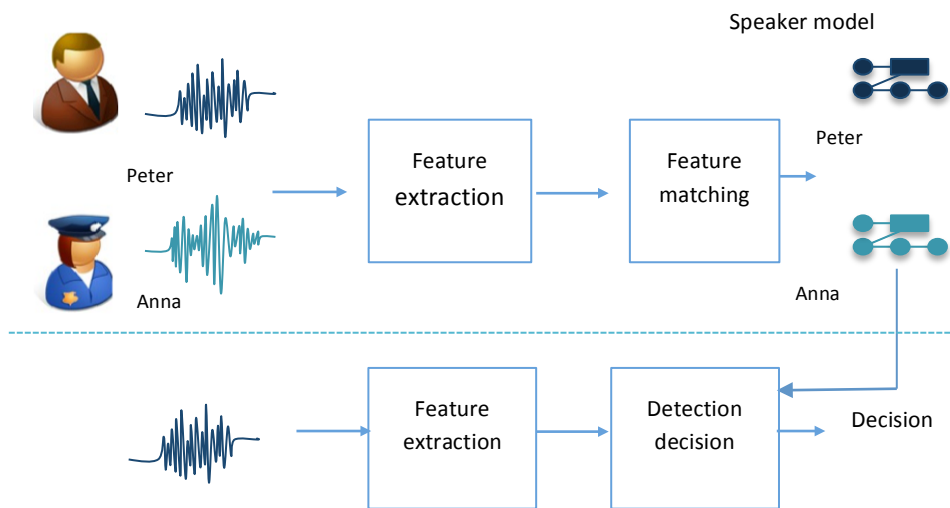 Speaker model
Peter
Feature
extraction
Feature
matching
Peter
Anna
Anna
Feature
extraction
Detection
decision
Decision